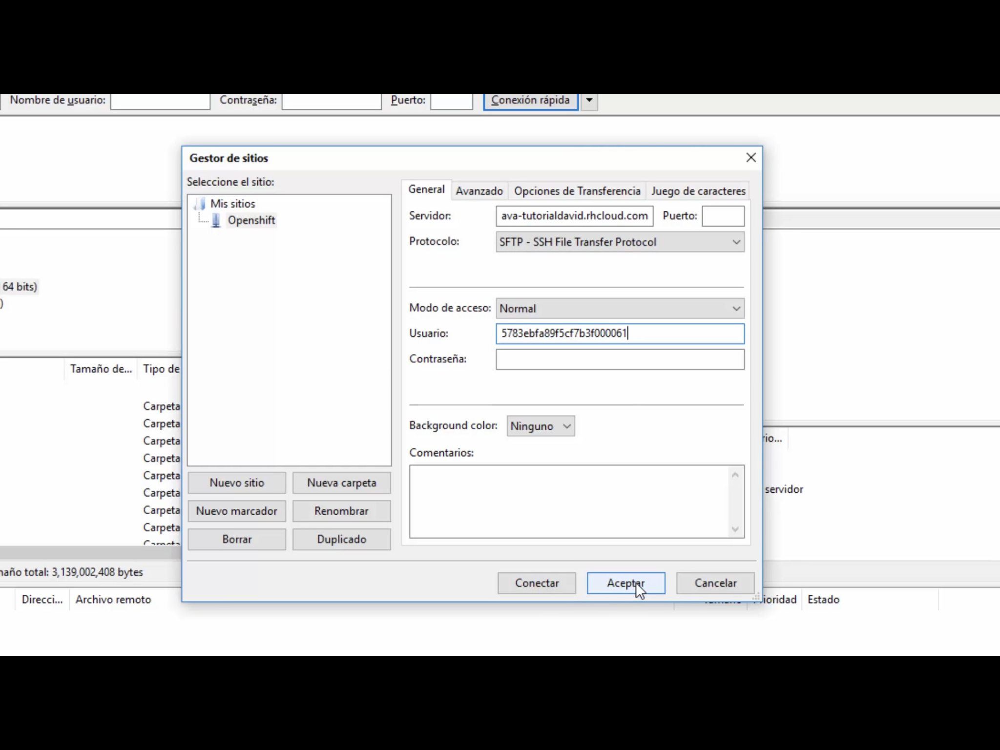 Nombre de usuario: Contraseña: Puerto: Conexión rápida
Gestor de sitios
Seleccione el sitio:
Mis sitios
Openshift
General Avanzado Opciones de Transferencia Juego de caracteres
Servidor: ava-tutorialdavid.rhcloud.com Puerto:
Protocolo: SFTP - SSH File Transfer Protocol
64 bits)
)
Modo de acceso: Normal
Usuario: 5783ebfa89f5cf7b3f000061
Contraseña:
Tamaño de... Tipo de
Carpeta
Carpeta
Carpeta
Carpeta
Carpeta
Carpeta
Carpeta
Carpeta
Carpeta
Background color: Ninguno
Comentarios:
rio...
servidor
Nuevo sitio Nueva carpeta
Nuevo marcador Renombrar
Borrar Duplicado
maño total: 3,139,002,408 bytes
Conectar Aceptar Cancelar
Direcci... Archivo remoto ioridad Estado